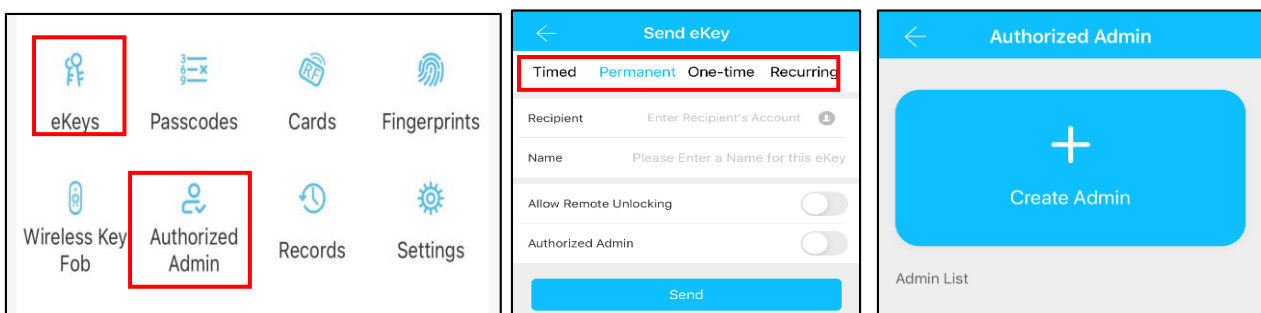 eKeys
Passcodes
Cards
Fingerprints
Wireless Key
Fob
Authorized
Admin
Records
Settings
Send eKey
Timed Permanent One-time Recurring
Recipient Enter Recipient's Account
Name Please Enter a Name for this eKey
Allow Remote Unlocking
Authorized Admin
Send
Authorized Admin
Create Admin
Admin List